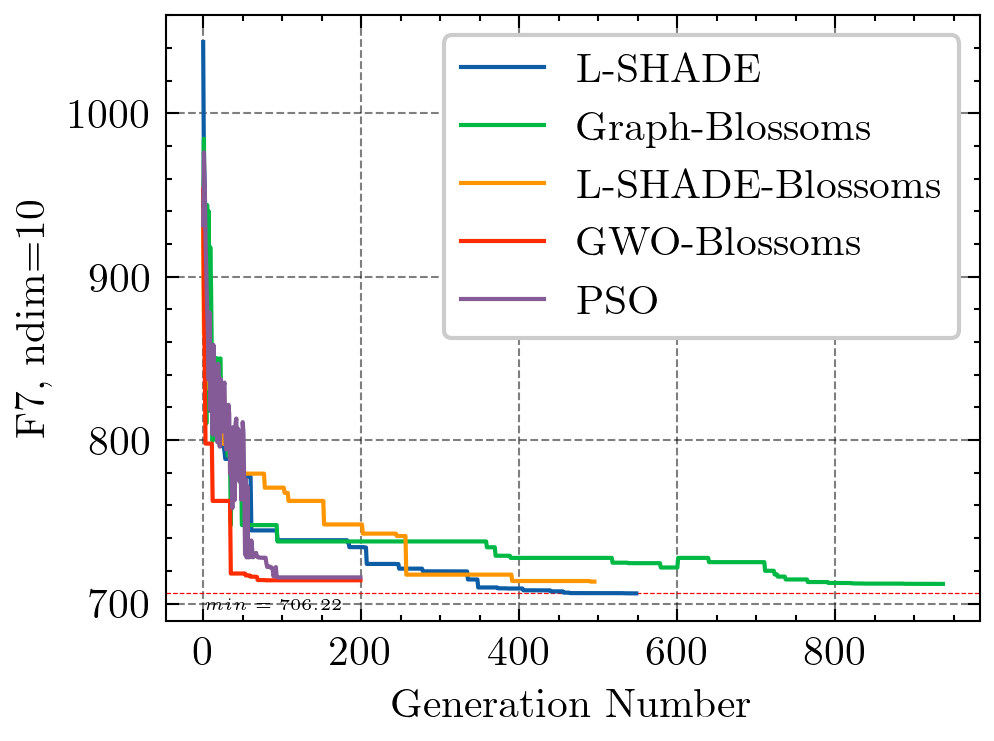 F7, ndim=10
1000
900
800
700
L-SHADE
Graph-Blossoms
L-SHADE-Blossoms
GWO-Blossoms
PSO
min = 706.22
0
200
400
600
800
Generation Number